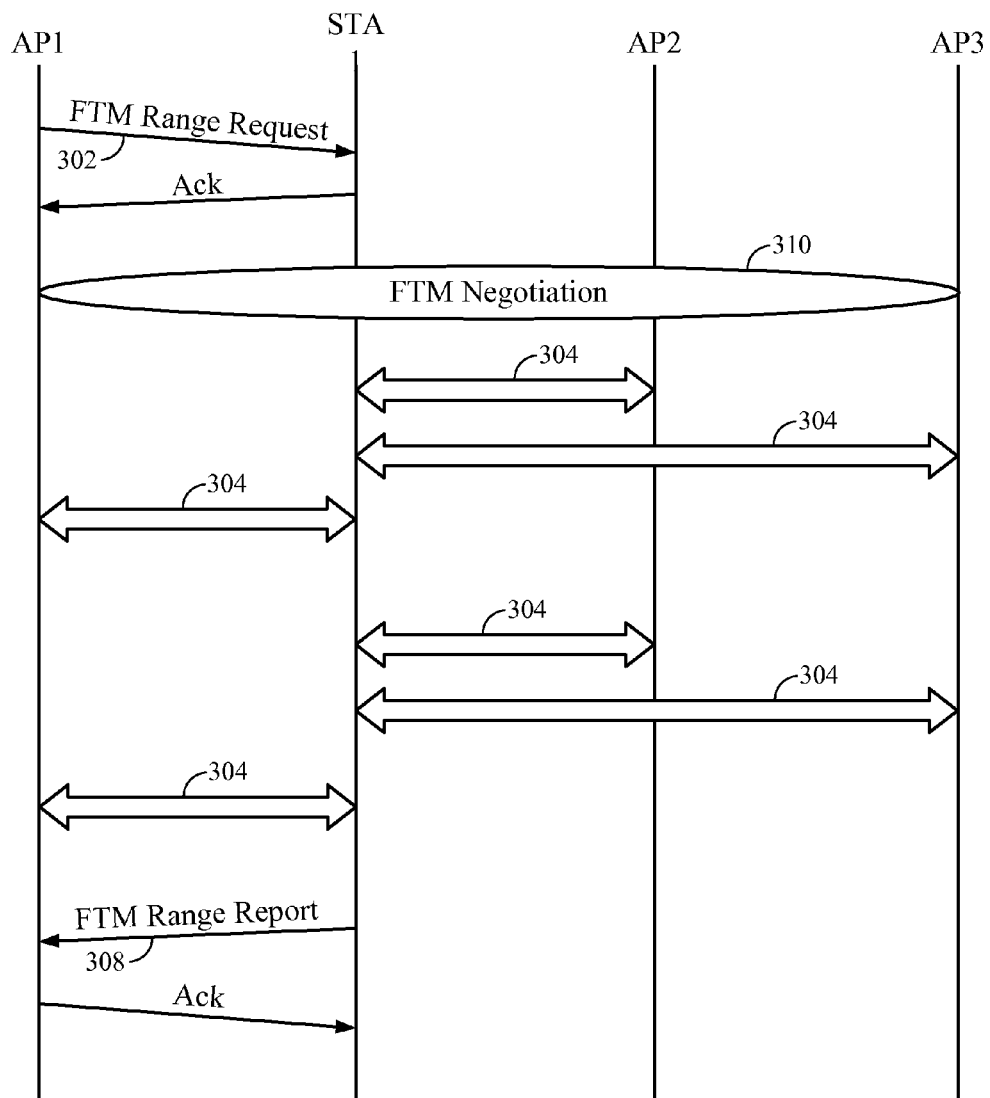 AP1
STA
AP2
AP3
FTM Range Request
302
Ack
310
FTM Negotiation
304
304
304
304
304
304
FTM Range Report
308
Ack